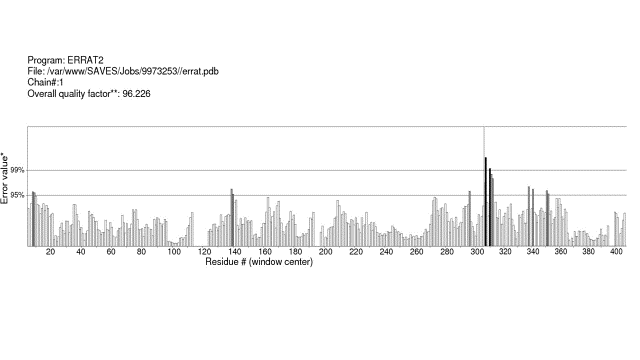 Program: ERRAT2
File: /var/www/SAVES/Jobs/9973253//errat.pdb
Chain#:1
Overall quality factor**: 96.226
Error value*
99%
95%
20 40 60 80 100 120 140 160 180 200 220 240 260 280 300 320 340 360 380 400
Residue # (window center)